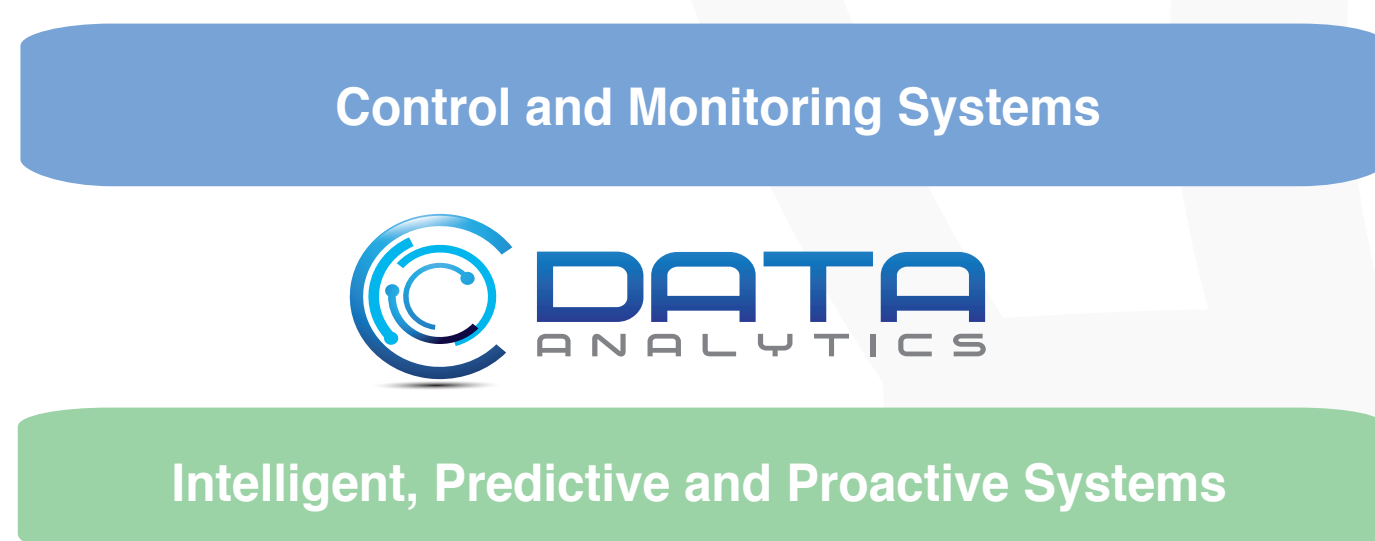 Control and Monitoring Systems
DATA
ANALYTICS
Intelligent, Predictive and Proactive Systems